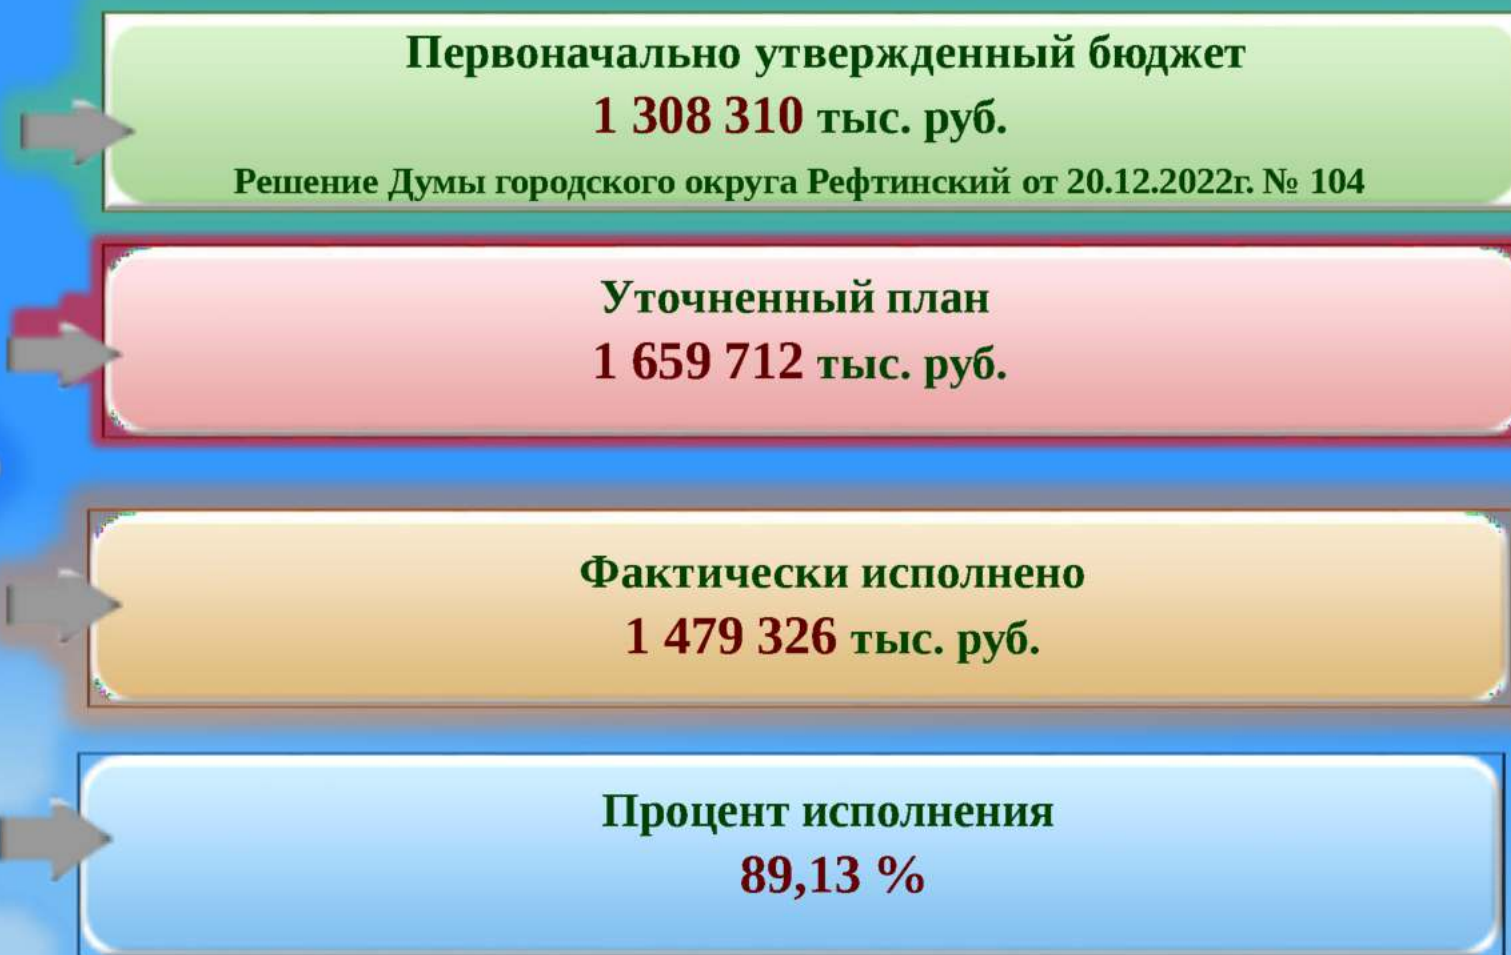 Первоначально утвержденный бюджет
1 308 310 тыс. руб.
Решение Думы городского округа Рефтинский от 20.12.2022г. № 104
Уточненный план
1 659 712 тыс. руб.
Фактически исполнено
1 479 326 тыс. руб.
Процент исполнения
89,13 %